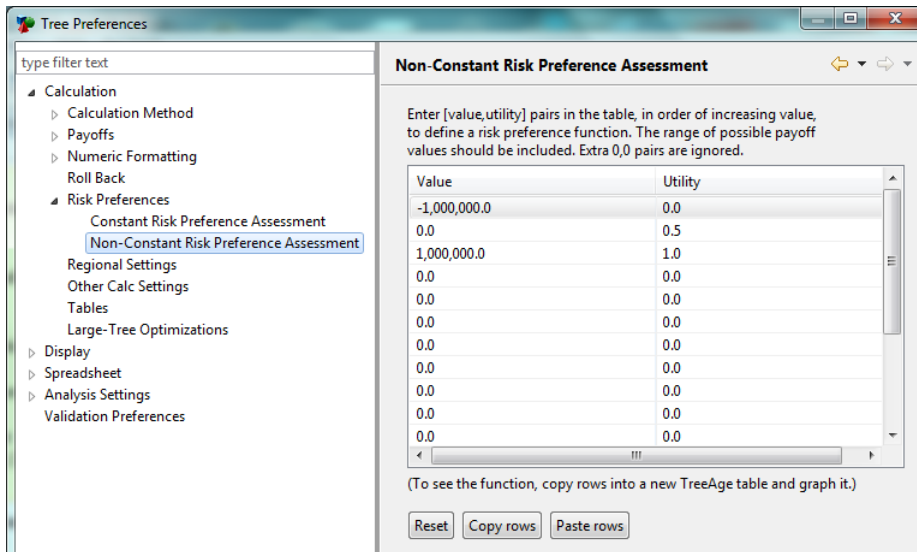 Tree Preferences
type filter text
Calculation
Calculation Method
Payoffs
Numeric Formatting
Roll Back
Risk Preferences
Constant Risk Preference Assessment
Non-Constant Risk Preference Assessment
Regional Settings
Other Calc Settings
Tables
Large-Tree Optimizations
Display
Spreadsheet
Analysis Settings
Validation Preferences
Non-Constant Risk Preference Assessment
Enter [value,utility] pairs in the table, in order of increasing value,
to define a risk preference function. The range of possible payoff
values should be included. Extra 0,0 pairs are ignored.
Value Utility
-1,000,000.0 0.0
0.0 0.5
1,000,000.0 1.0
0.0 0.0
0.0 0.0
0.0 0.0
0.0 0.0
0.0 0.0
0.0 0.0
0.0 0.0
0.0 0.0
(To see the function, copy rows into a new TreeAge table and graph it.)
Reset Copy rows Paste rows